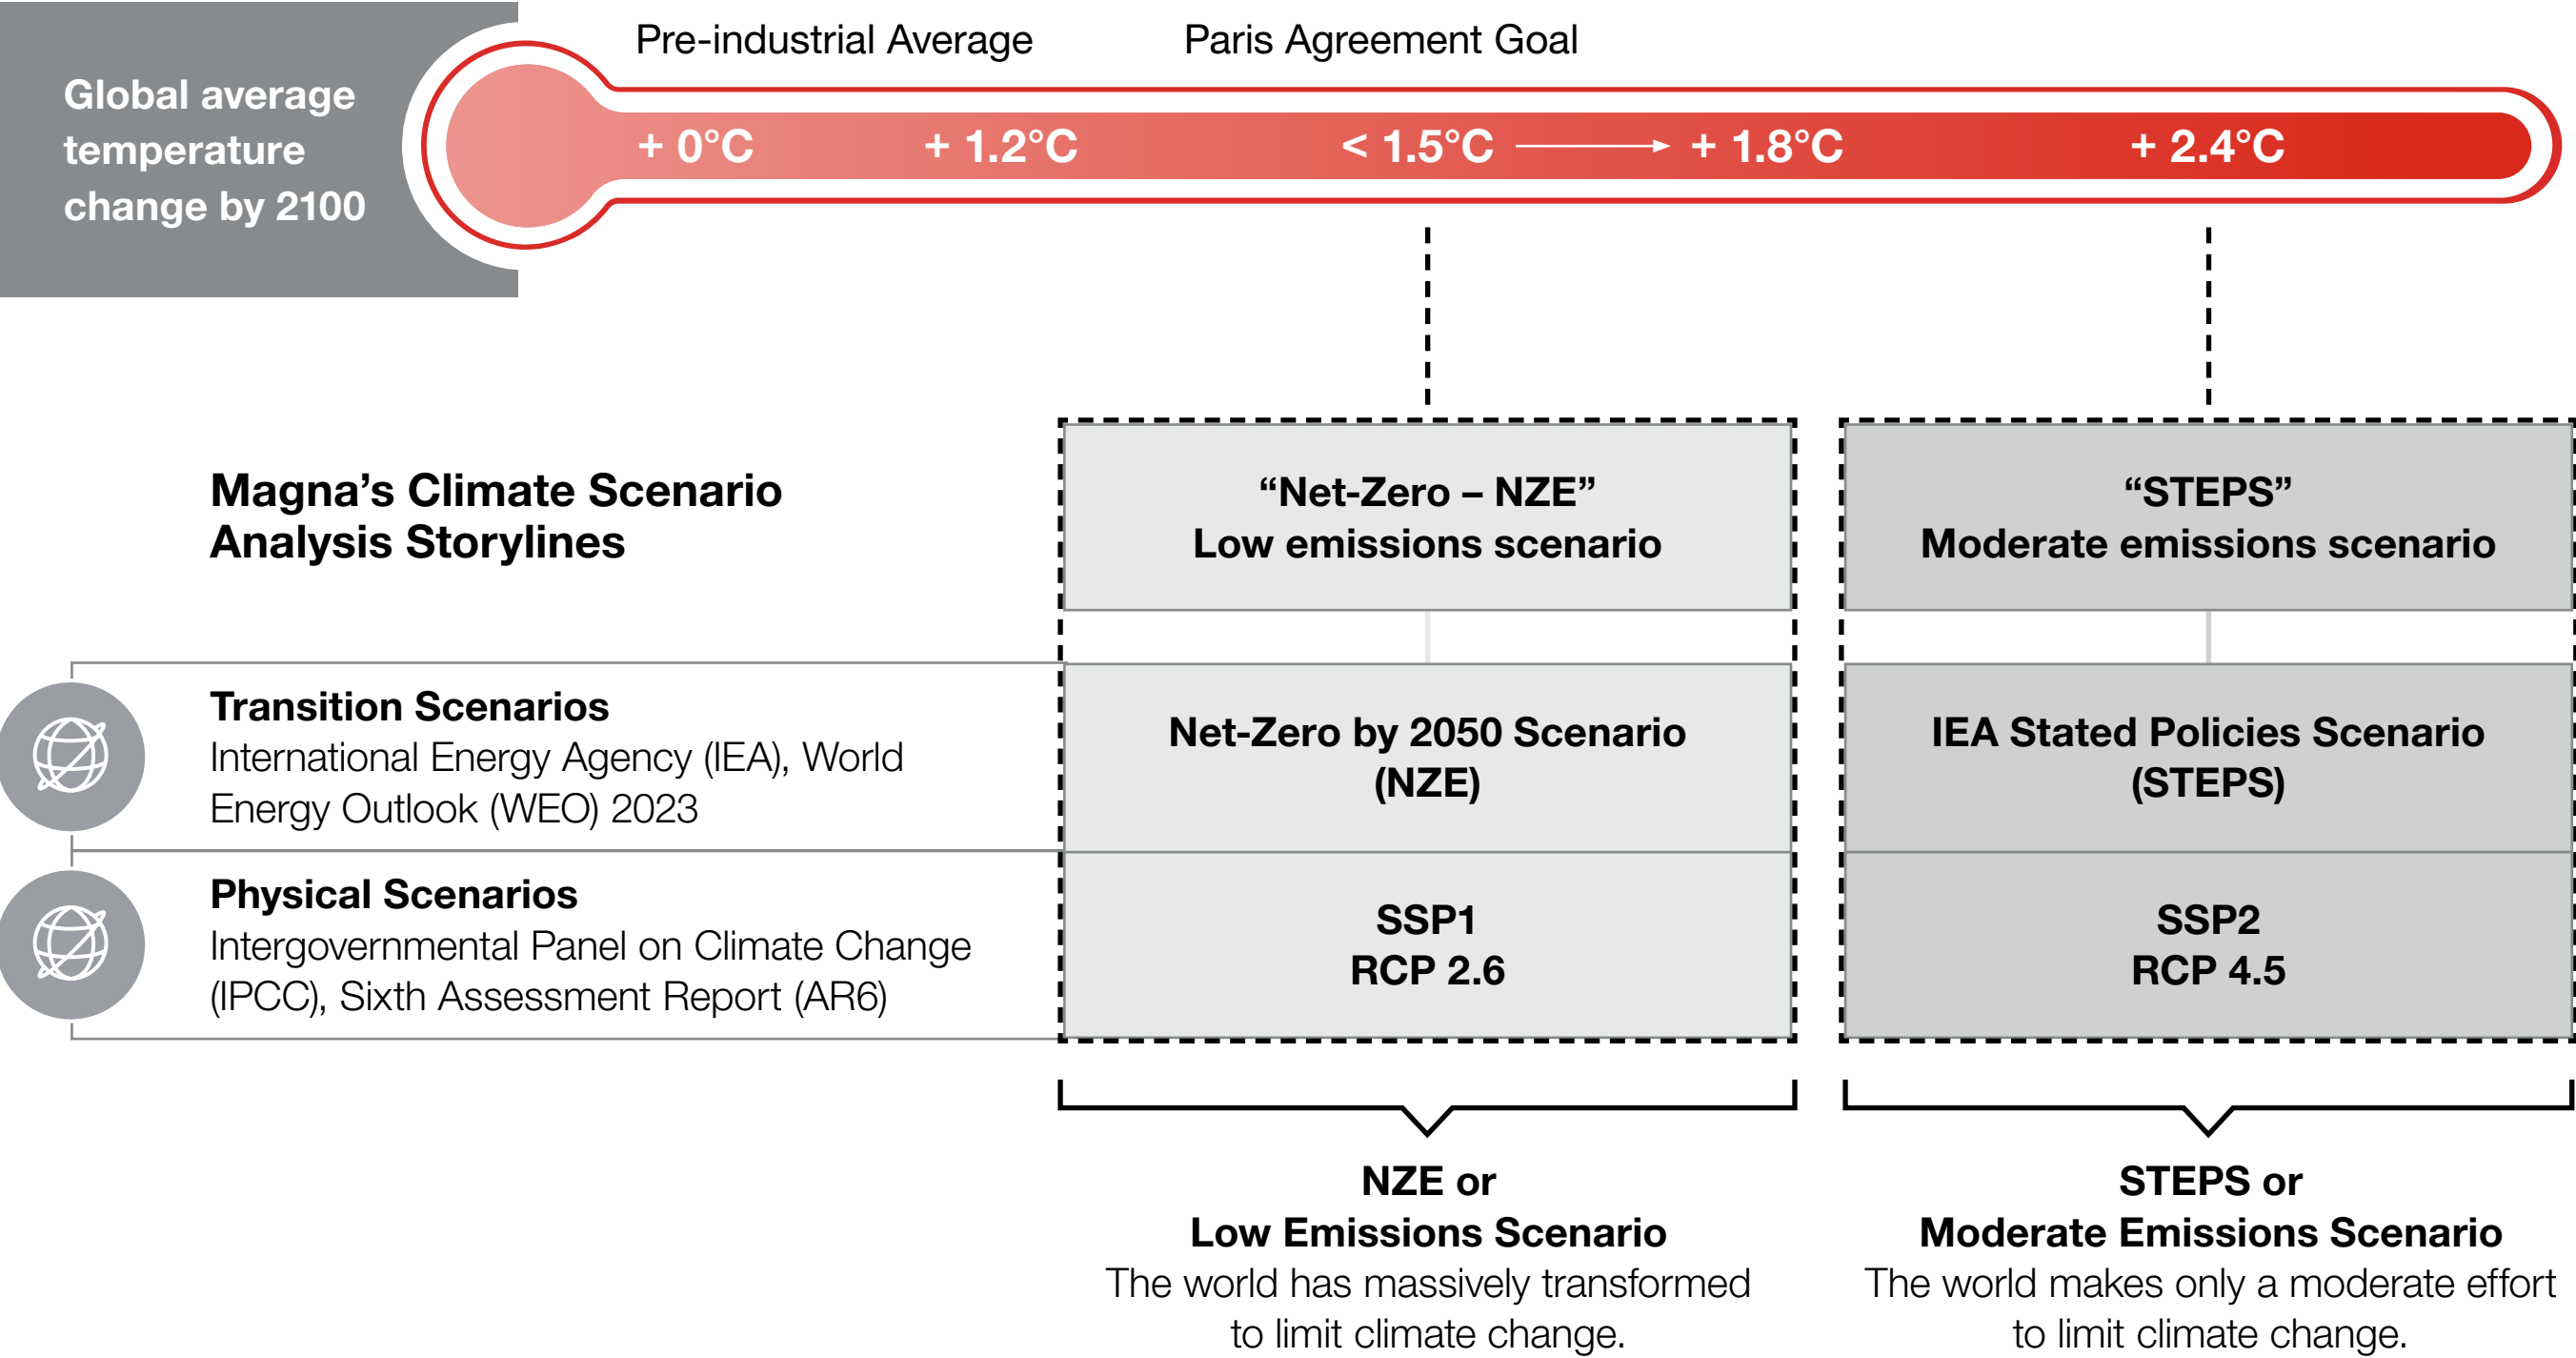 Global average
temperature
change by 2100
Pre-industrial Average
Paris Agreement Goal
+ 0°C
+ 1.2°C
< 1.5°C
+ 1.8°C
+ 2.4°C
Magna’s Climate Scenario
Analysis Storylines
“Net-Zero – NZE”
Low emissions scenario
“STEPS”
Moderate emissions scenario
Transition Scenarios
International Energy Agency (IEA), World
Energy Outlook (WEO) 2023
Net-Zero by 2050 Scenario
(NZE)
IEA Stated Policies Scenario
(STEPS)
Physical Scenarios
Intergovernmental Panel on Climate Change
(IPCC), Sixth Assessment Report (AR6)
SSP1
RCP 2.6
SSP2
RCP 4.5
NZE or
Low Emissions Scenario
The world has massively transformed
to limit climate change.
STEPS or
Moderate Emissions Scenario
The world makes only a moderate effort
to limit climate change.